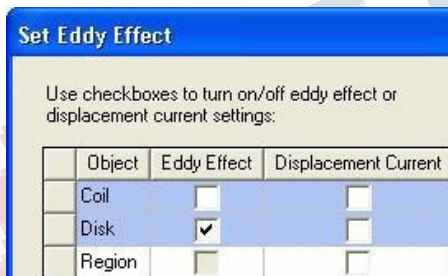 Set Eddy Effect
Use checkboxes to turn on/off eddy effect or
displacement current settings:
Object Eddy Effect Displacement Current
Coil
Disk
Region